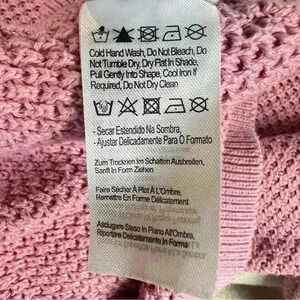 Cold Hand Wash, Do Not Bleach, Do
Not Tumble Dry, Dry Flat In Shade,
Pull Gently Into Shape, Cool Iron If
Required, Do Not Dry Clean
- Secar Estendido Na Sombra,
- Ajustar Delicadamente Para O Formato
Zum Trocknen Im Schatten Ausbreiten,
Sanft In Form Ziehen
Faire Sécher À Plat À L'Ombre,
Remettre En Forme Délicatement
Asciugare Steso In Piano All'Ombra,
Riportare Delicatamente In Forma